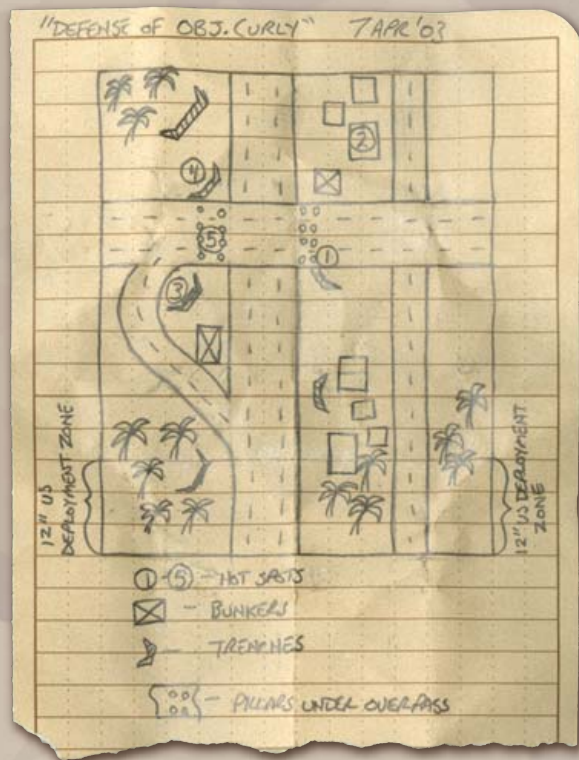 "DEFENSE OF OBJ. CURLY" 7 APR '03
2
4
5
1
3
12" US
DEPLOYMENT ZONE
12" US DEPLOYMENT
ZONE
1-5 - HOT SPOTS
- BUNKERS
- TRENCHES
- PILLARS UNDER OVERPASS